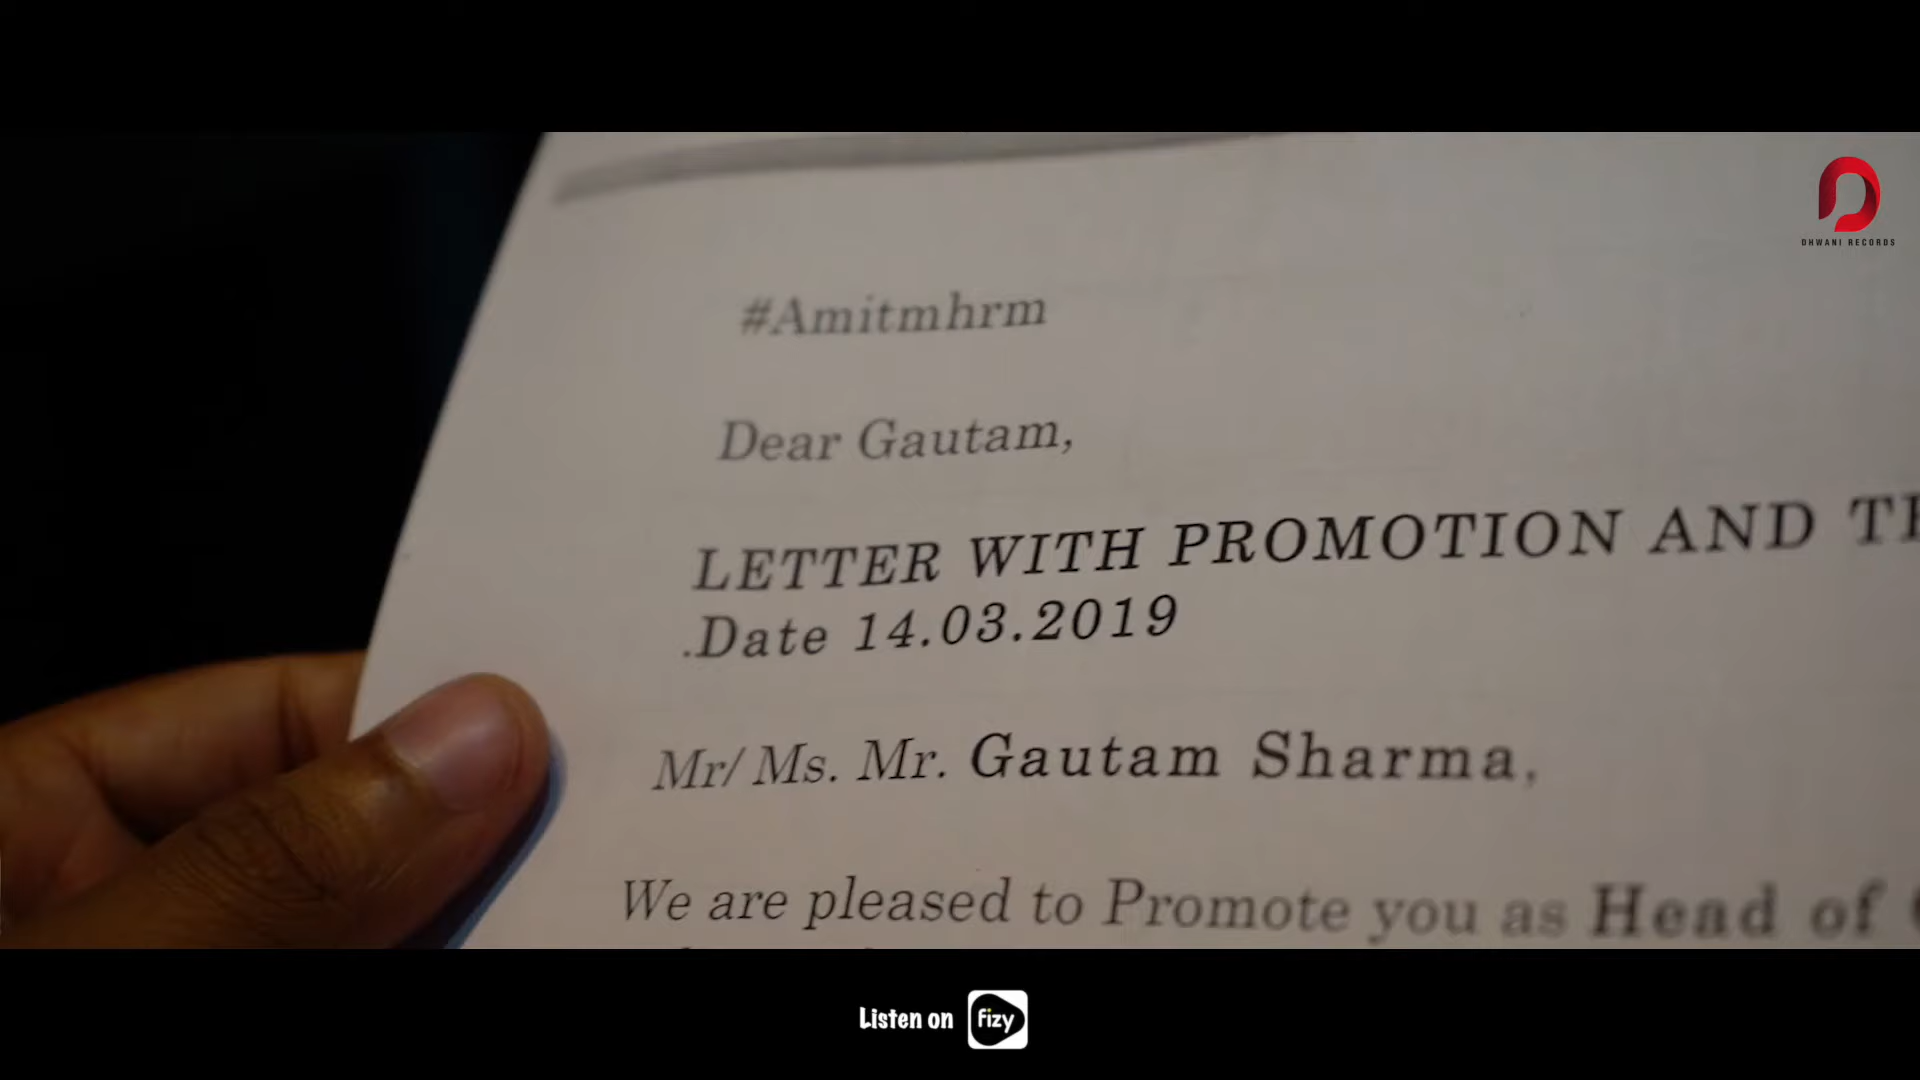 DHWANI RECORDS
#Amitmhrm
Dear Gautam,
LETTER WITH PROMOTION AND
.Date 14.03.2019
Mr/ Ms. Mr. Gautam Sharma,
We are pleased to Promote you as Head of
Listen on fizy